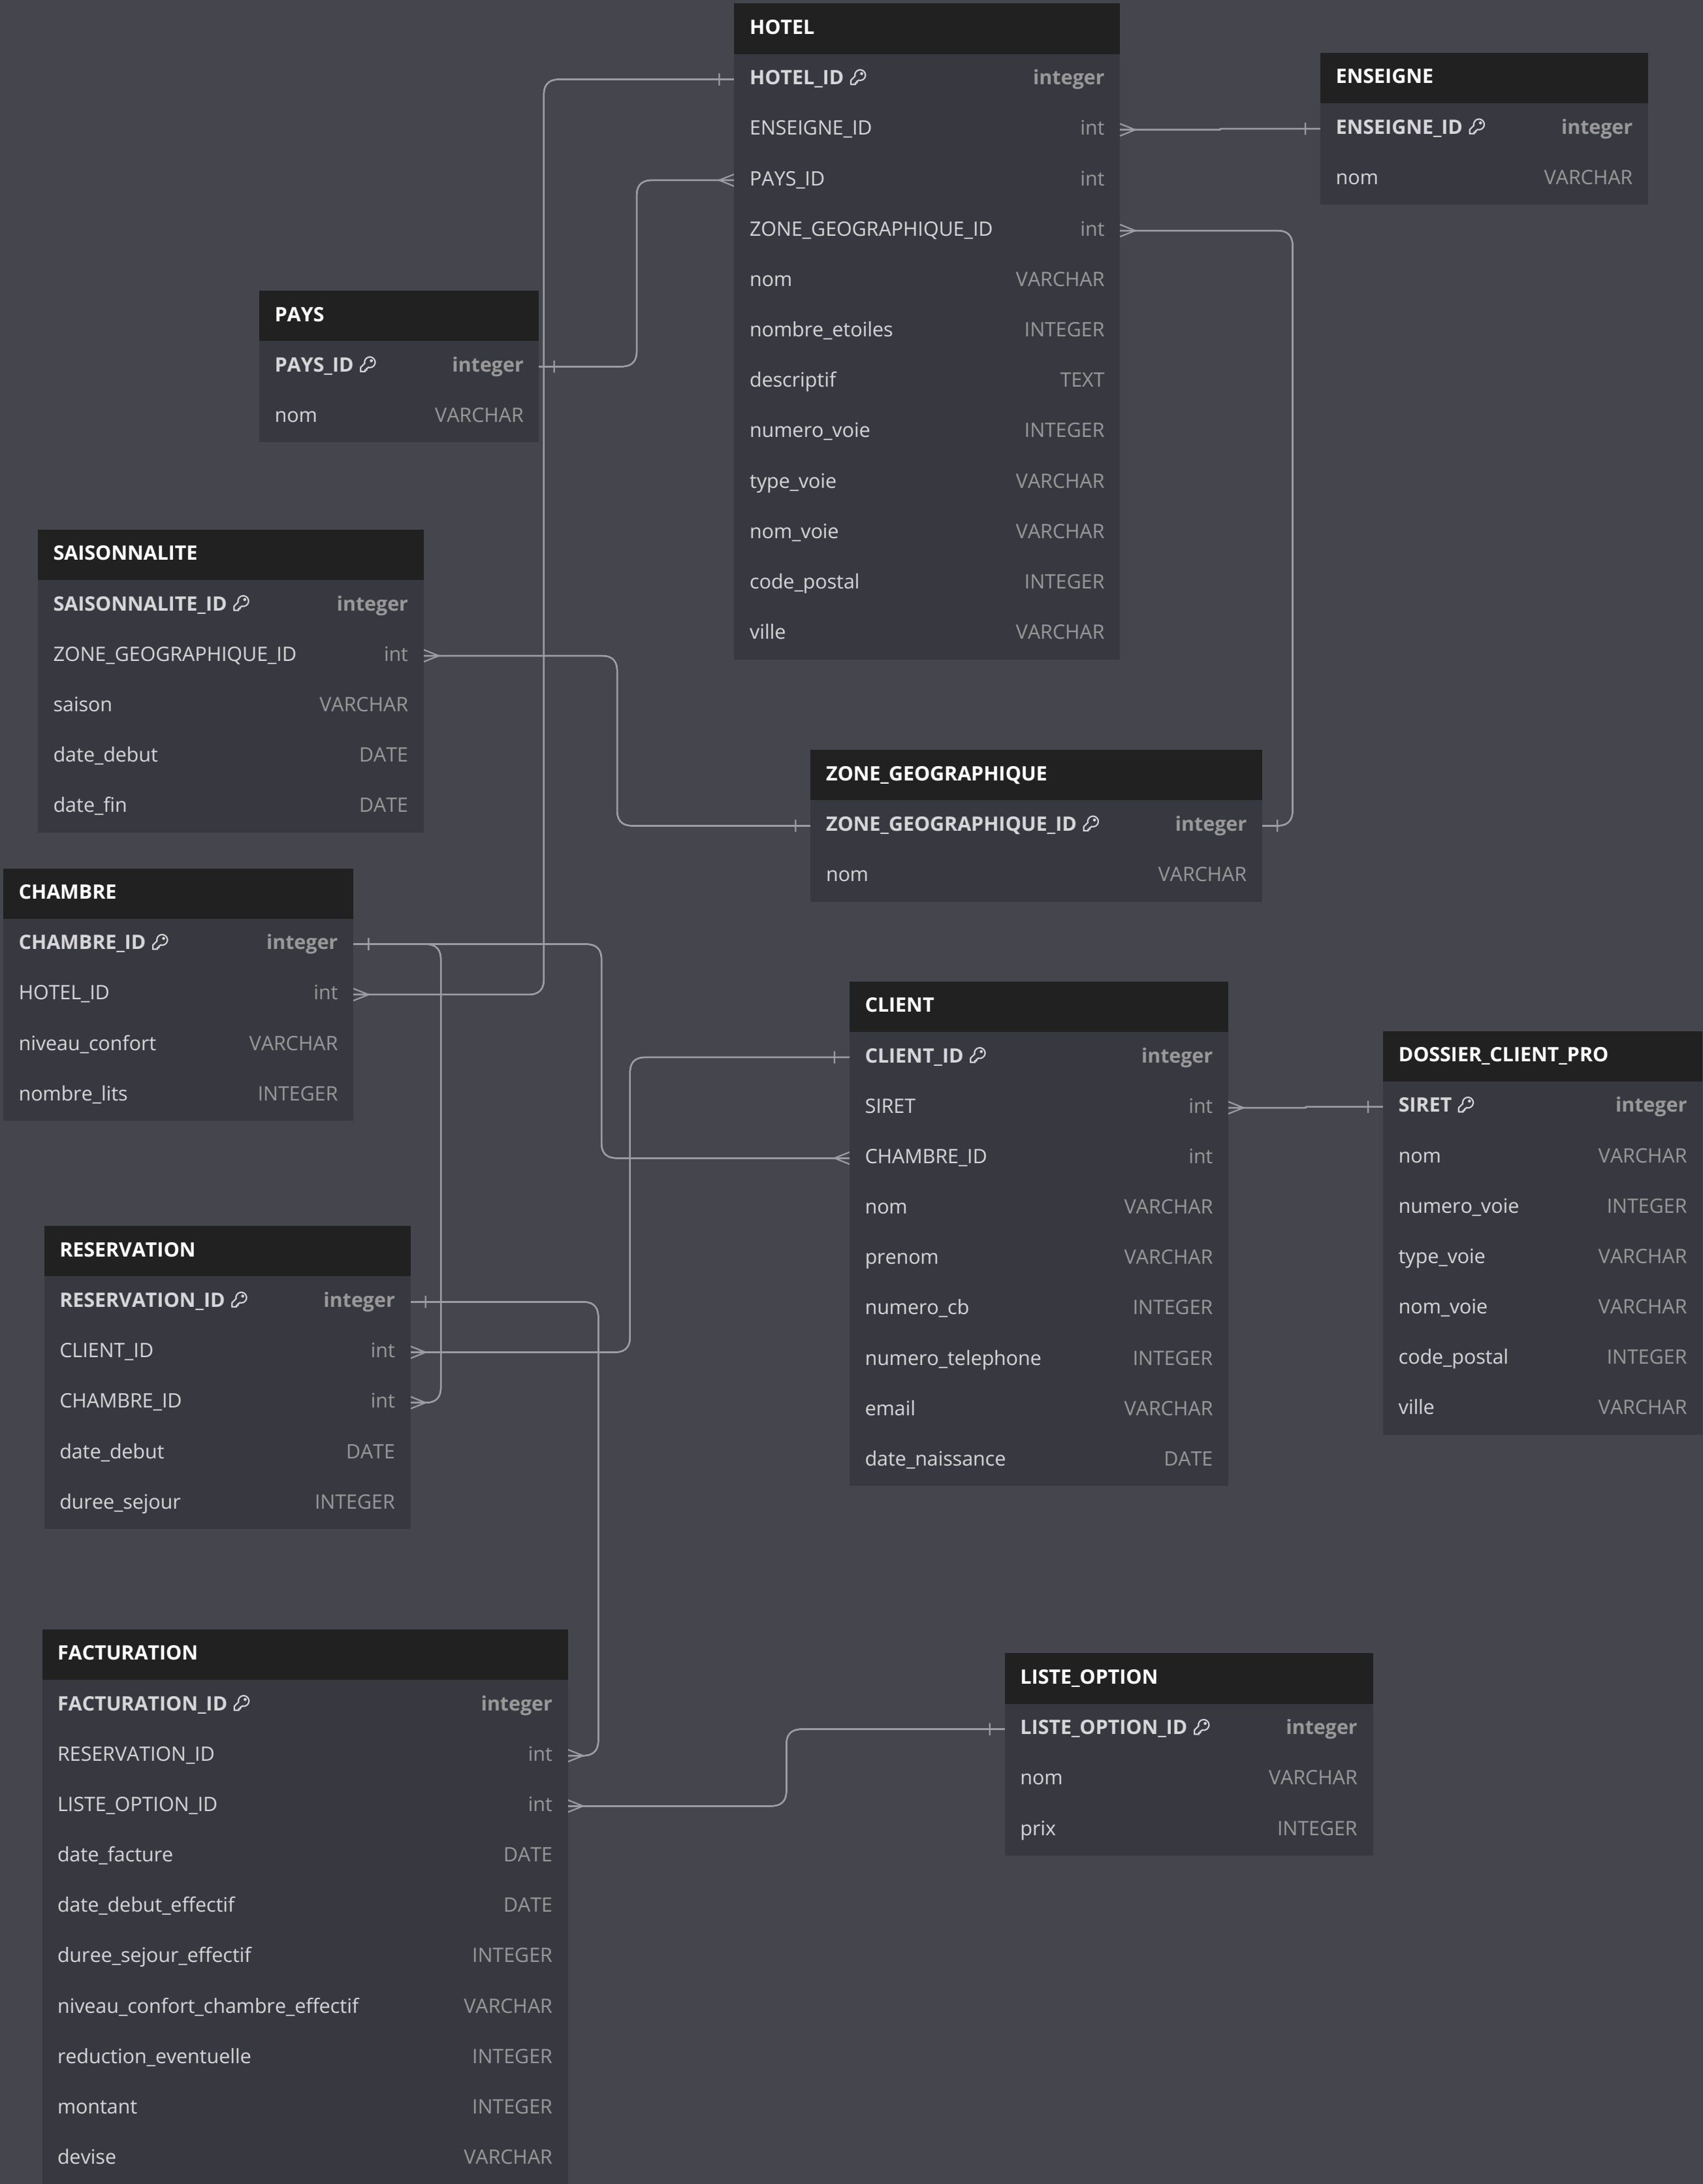 HOTEL
HOTEL_ID integer
ENSEIGNE_ID int
PAYS_ID int
ZONE_GEOGRAPHIQUE_ID int
nom VARCHAR
nombre_etoiles INTEGER
descriptif TEXT
numero_voie INTEGER
type_voie VARCHAR
nom_voie VARCHAR
code_postal INTEGER
ville VARCHAR
ENSEIGNE
ENSEIGNE_ID integer
nom VARCHAR
PAYS
PAYS_ID integer
nom VARCHAR
SAISONNALITE
SAISONNALITE_ID integer
ZONE_GEOGRAPHIQUE_ID int
saison VARCHAR
date_debut DATE
date_fin DATE
ZONE_GEOGRAPHIQUE
ZONE_GEOGRAPHIQUE_ID integer
nom VARCHAR
CHAMBRE
CHAMBRE_ID integer
HOTEL_ID int
niveau_confort VARCHAR
nombre_lits INTEGER
CLIENT
CLIENT_ID integer
SIRET int
CHAMBRE_ID int
nom VARCHAR
prenom VARCHAR
numero_cb INTEGER
numero_telephone INTEGER
email VARCHAR
date_naissance DATE
DOSSIER_CLIENT_PRO
SIRET integer
nom VARCHAR
numero_voie INTEGER
type_voie VARCHAR
nom_voie VARCHAR
code_postal INTEGER
ville VARCHAR
RESERVATION
RESERVATION_ID integer
CLIENT_ID int
CHAMBRE_ID int
date_debut DATE
duree_sejour INTEGER
FACTURATION
FACTURATION_ID integer
RESERVATION_ID int
LISTE_OPTION_ID int
date_facture DATE
date_debut_effectif DATE
duree_sejour_effectif INTEGER
niveau_confort_chambre_effectif VARCHAR
reduction_eventuelle INTEGER
montant INTEGER
devise VARCHAR
LISTE_OPTION
LISTE_OPTION_ID integer
nom VARCHAR
prix INTEGER